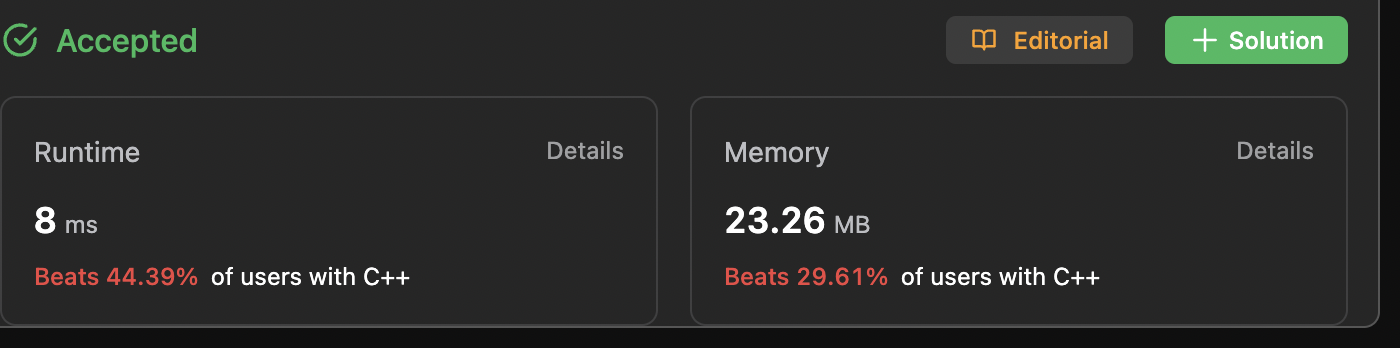 Accepted
Editorial
Solution
Runtime
Details
8 ms
Beats 44.39% of users with C++
Memory
Details
23.26 MB
Beats 29.61% of users with C++